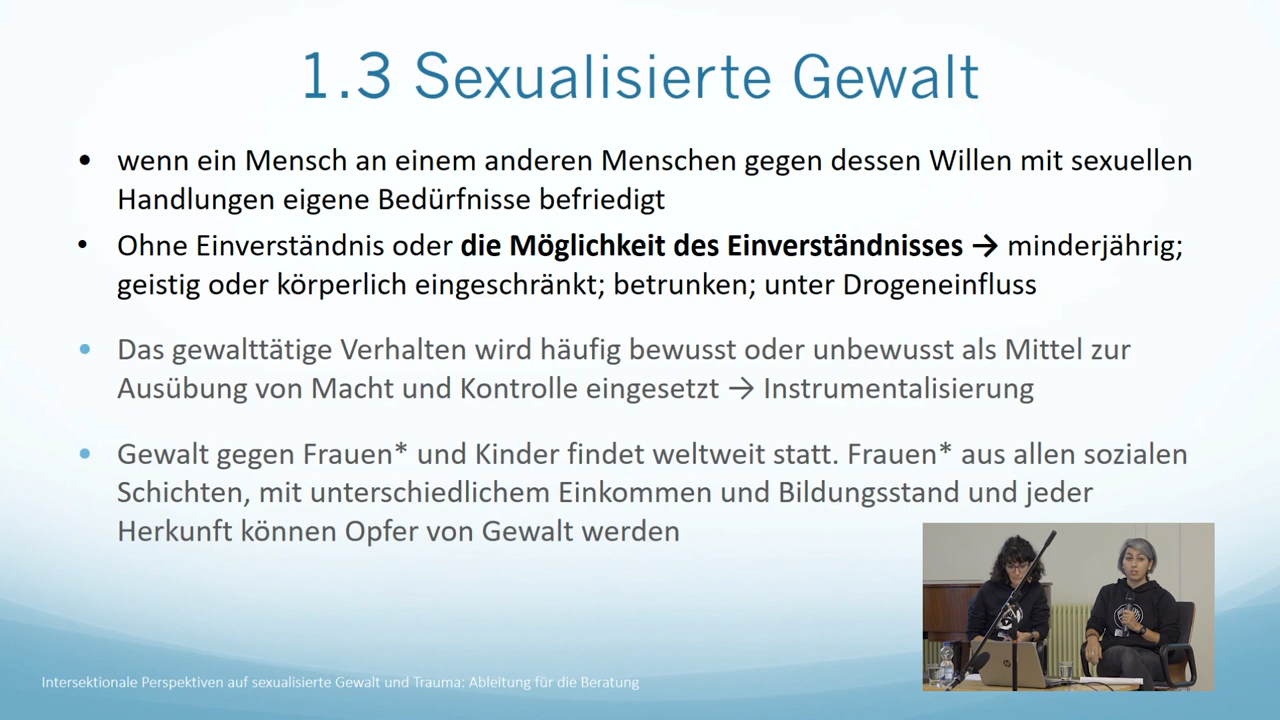 1.3 Sexualisierte Gewalt
• wenn ein Mensch an einem anderen Menschen gegen dessen Willen mit sexuellen
Handlungen eigene Bedürfnisse befriedigt
• Ohne Einverständnis oder die Möglichkeit des Einverständnisses → minderjährig;
geistig oder körperlich eingeschränkt; betrunken; unter Drogeneinfluss
• Das gewalttätige Verhalten wird häufig bewusst oder unbewusst als Mittel zur
Ausübung von Macht und Kontrolle eingesetzt → Instrumentalisierung
• Gewalt gegen Frauen* und Kinder findet weltweit statt. Frauen* aus allen sozialen
Schichten, mit unterschiedlichem Einkommen und Bildungsstand und jeder
Herkunft können Opfer von Gewalt werden
Intersektionale Perspektiven auf sexualisierte Gewalt und Trauma: Ableitung für die Beratung